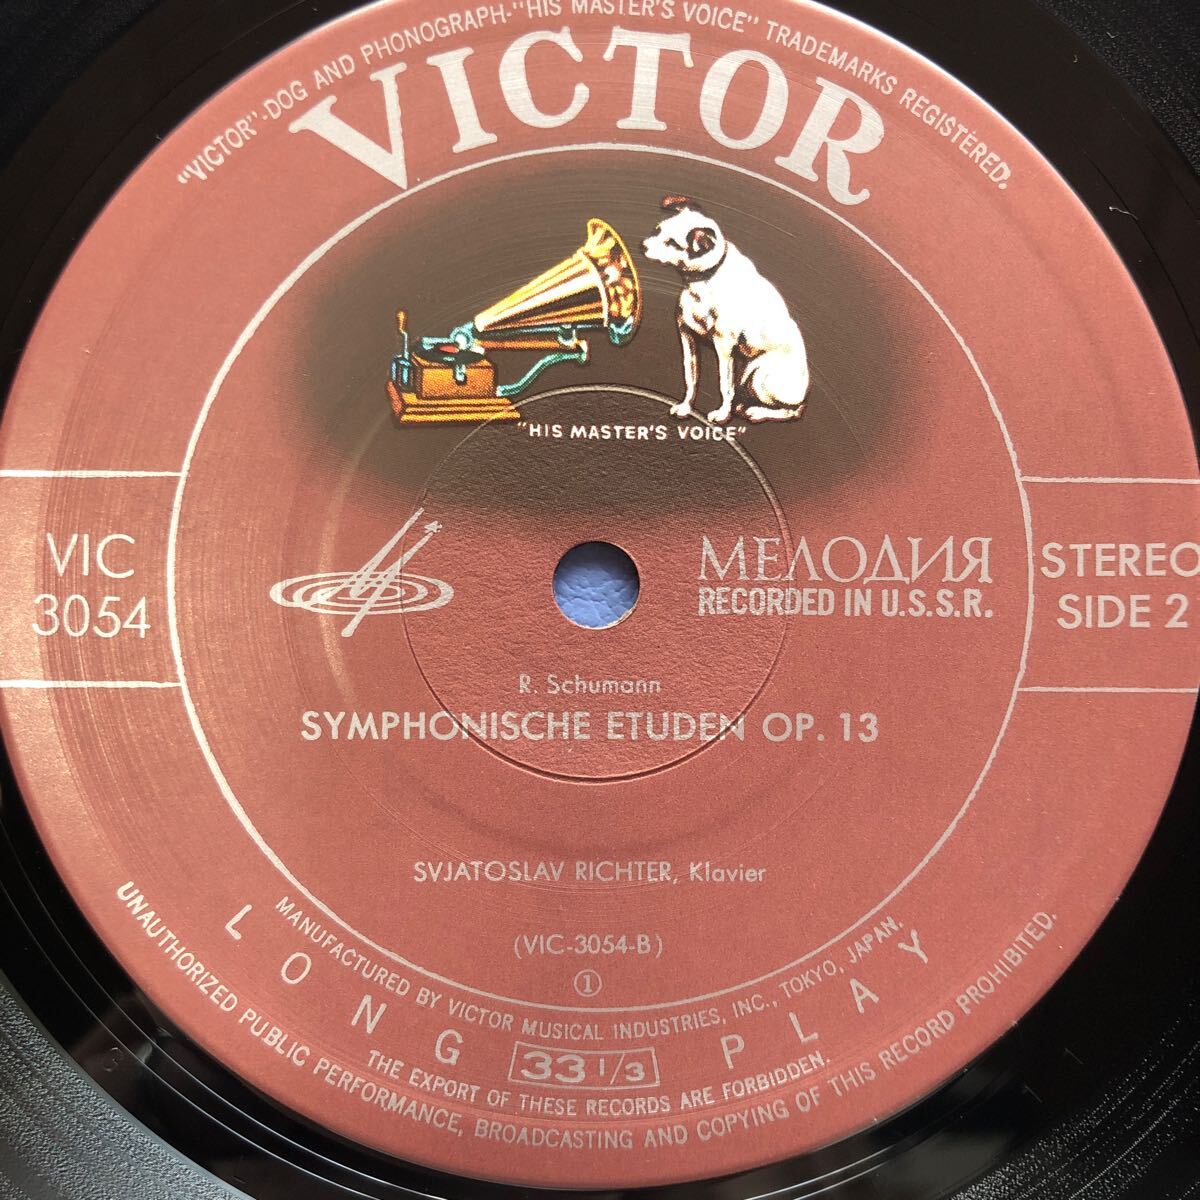 "VICTOR"-DOG AND PHONOGRAPH-"HIS MASTER'S VOICE" TRADEMARKS REGISTERED.
VICTOR
"HIS MASTER'S VOICE"
VIC
3054
МЕЛОДИЯ
RECORDED IN U.S.S.R.
STEREO
SIDE 2
R. Schumann
SYMPHONISCHE ETUDEN OP. 13
SVJATOSLAV RICHTER, Klavier
(VIC-3054-B)
①
MANUFACTURED BY VICTOR MUSICAL INDUSTRIES, INC., TOKYO, JAPAN.
LONG 33 1/3 PLAY
THE EXPORT OF THESE RECORDS ARE FORBIDDEN.
UNAUTHORIZED PUBLIC PERFORMANCE, BROADCASTING AND COPYING OF THIS RECORD PROHIBITED.